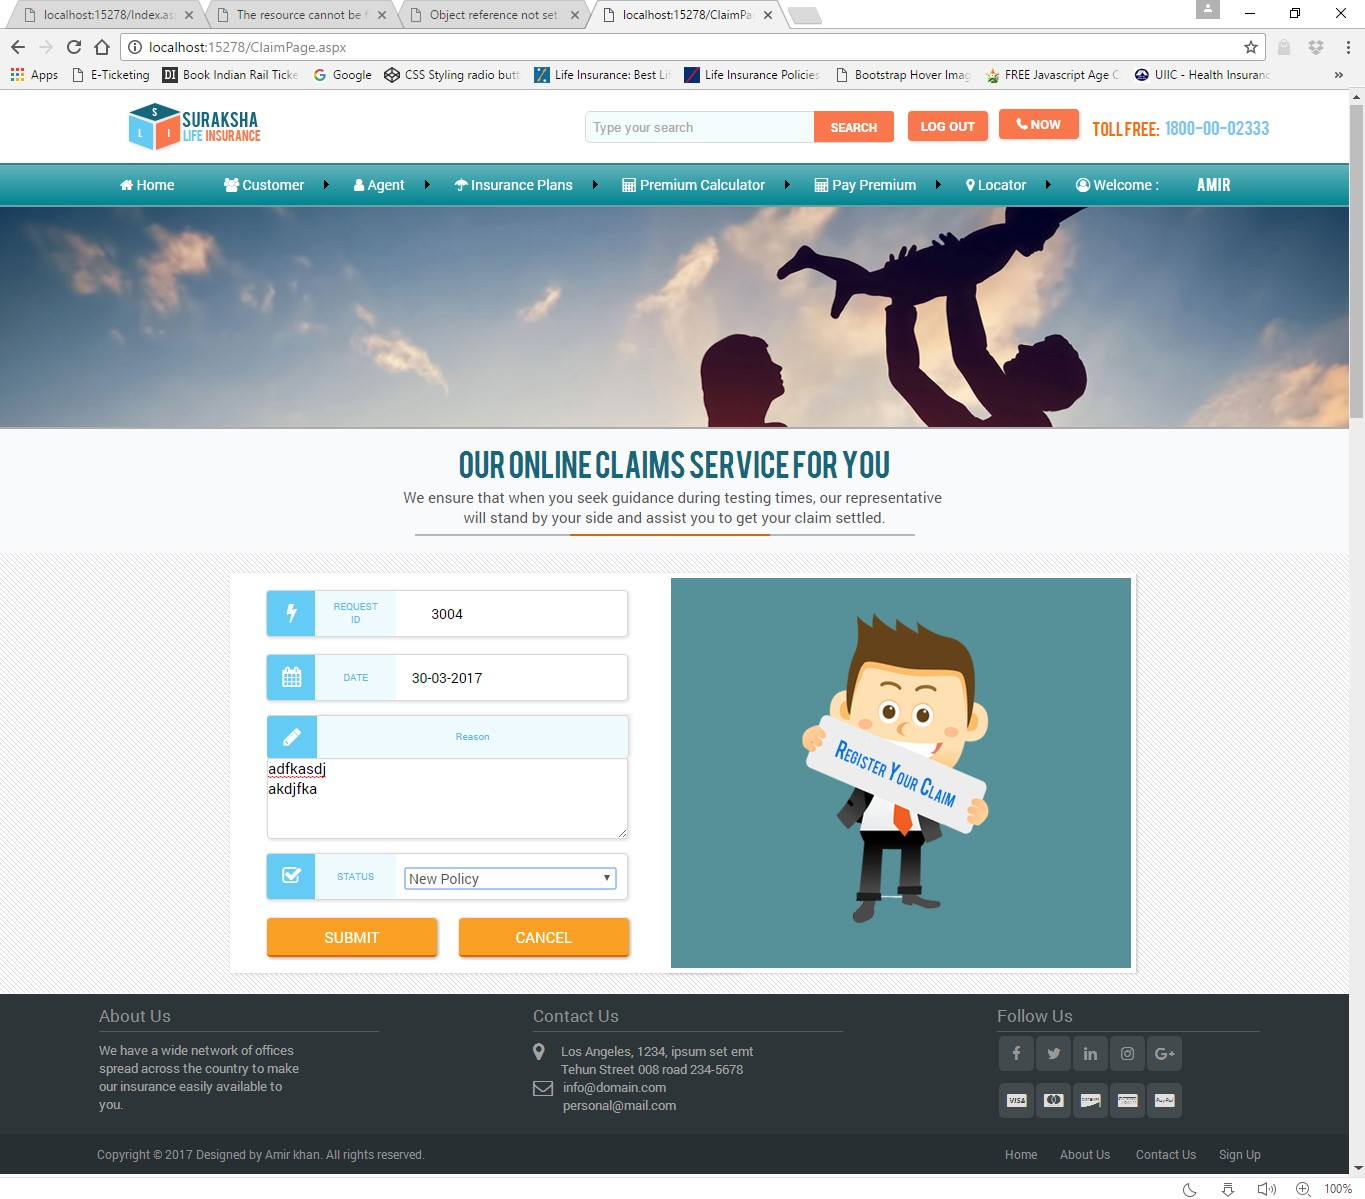 localhost:15278/Index.as
The resource cannot be f
Object reference not set
localhost:15278/ClaimPa
localhost:15278/ClaimPage.aspx
Apps
E-Ticketing
DI
Book Indian Rail Ticke
Google
CSS Styling radio butt
Life Insurance: Best Li
Life Insurance Policies
Bootstrap Hover Imag
FREE Javascript Age C
UIIC - Health Insuranc
»
S
L I
SURAKSHA
LIFE INSURANCE
Type your search
SEARCH
LOG OUT
NOW
TOLL FREE: 1800-00-02333
Home
Customer
Agent
Insurance Plans
Premium Calculator
Pay Premium
Locator
Welcome :
AMIR
OUR ONLINE CLAIMS SERVICE FOR YOU
We ensure that when you seek guidance during testing times, our representative
will stand by your side and assist you to get your claim settled.
REQUEST
ID
3004
DATE
30-03-2017
Reason
adfkasdj
akdjfka
STATUS
New Policy
SUBMIT
CANCEL
REGISTER YOUR CLAIM
About Us
We have a wide network of offices
spread across the country to make
our insurance easily available to
you.
Contact Us
Los Angeles, 1234, ipsum set emt
Tehun Street 008 road 234-5678
info@domain.com
personal@mail.com
Follow Us
VISA
PayPal
Copyright © 2017 Designed by Amir khan. All rights reserved.
Home
About Us
Contact Us
Sign Up
100%